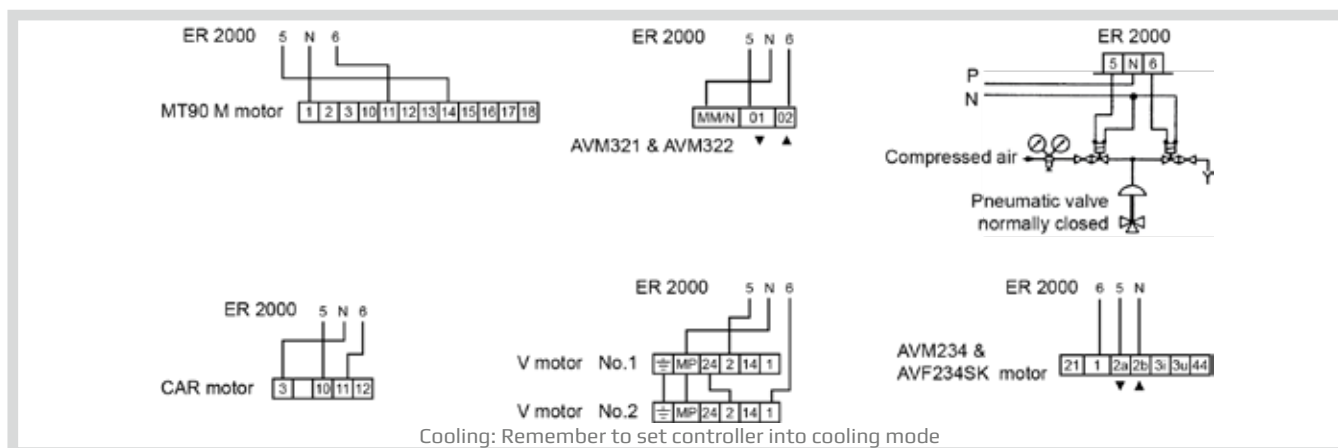 ER 2000 5 N 6
MT90 M motor 1 2 3 10 11 12 13 14 15 16 17 18
ER 2000 5 N 6
MM/N 01 02
AVM321 & AVM322 ▼ ▲
ER 2000
5 N 6
P
N
Compressed air
Y
Pneumatic valve
normally closed
ER 2000 5 N 6
CAR motor 3 10 11 12
ER 2000 5 N 6
V motor No.1 MP 24 2 14 1
V motor No.2 MP 24 2 14 1
ER 2000 6 5 N
AVM234 &
AVF234SK motor 21 1 2a 2b 3i 3u 44
▼ ▲
Cooling: Remember to set controller into cooling mode